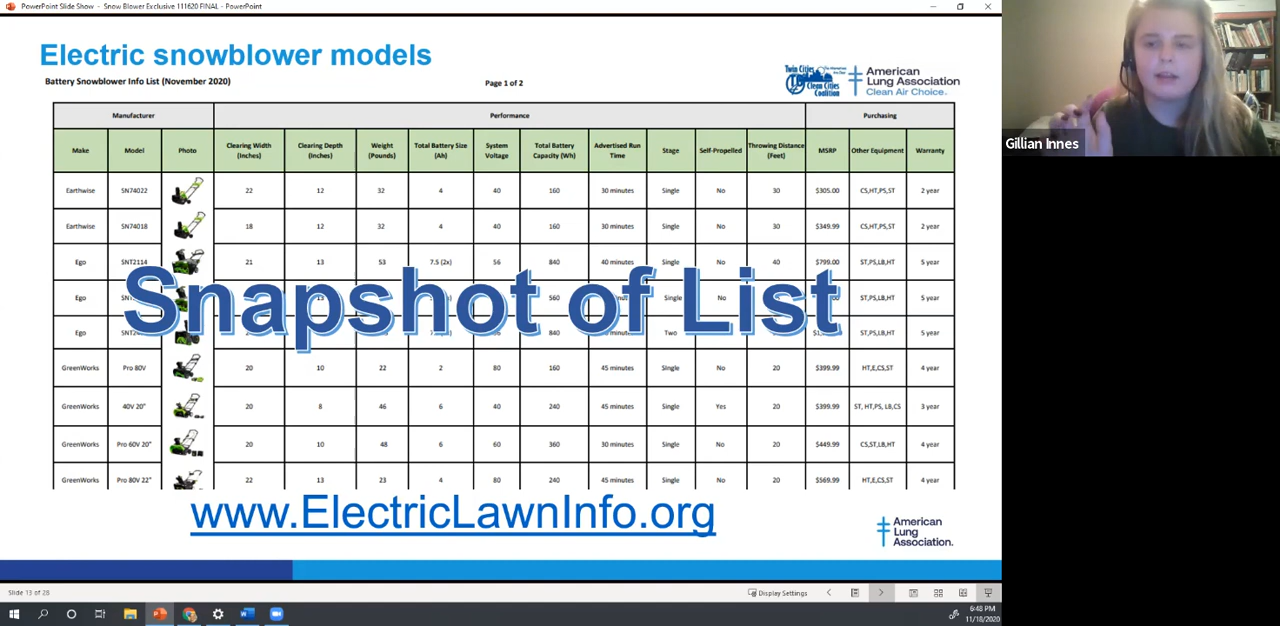 PowerPoint Slide Show - Snow Blower Exclusive 111620 FINAL - PowerPoint
Electric snowblower models
Battery Snowblower Info List (November 2020)
Page 1 of 2
Twin Cities Clean Cities Coalition
American Lung Association
Clean Air Choice.
Gillian Innes
Manufacturer Performance Purchasing
Make Model Photo Clearing Width (Inches) Clearing Depth (Inches) Weight (Pounds) Total Battery Size (Ah) System Voltage Total Battery Capacity (Wh) Advertised Run Time Stage Self-Propelled Throwing Distance (Feet) MSRP Other Equipment Warranty
Earthwise SN74022 22 12 32 4 40 160 30 minutes Single No 30 $305.00 CS,HT,PS,ST 2 year
Earthwise SN74018 18 12 32 4 40 160 30 minutes Single No 30 $349.99 CS,HT,PS,ST 2 year
Ego SNT2114 21 13 53 7.5 (2x) 56 840 40 minutes Single No 40 $799.00 ST,PS,LB,HT 5 year
Ego 13 560 Single No ST,PS,LB,HT 5 year
Ego 840 Two ST,PS,LB,HT 5 year
Snapshot of List
GreenWorks Pro 80V 20 10 22 2 80 160 45 minutes Single No 20 $399.99 HT,E,CS,ST 4 year
GreenWorks 40V 20" 20 8 46 6 40 240 45 minutes Single Yes 20 $399.99 ST, HT,PS, LB,CS 3 year
GreenWorks Pro 60V 20" 20 10 48 6 60 360 30 minutes Single No 20 $449.99 CS,ST,LB,HT 4 year
GreenWorks Pro 80V 22" 22 13 23 4 80 240 45 minutes Single No 20 $569.99 HT,E,CS,ST 4 year
www.ElectricLawnInfo.org
American Lung Association.
Slide 13 of 28
Display Settings
6:48 PM
11/18/2020